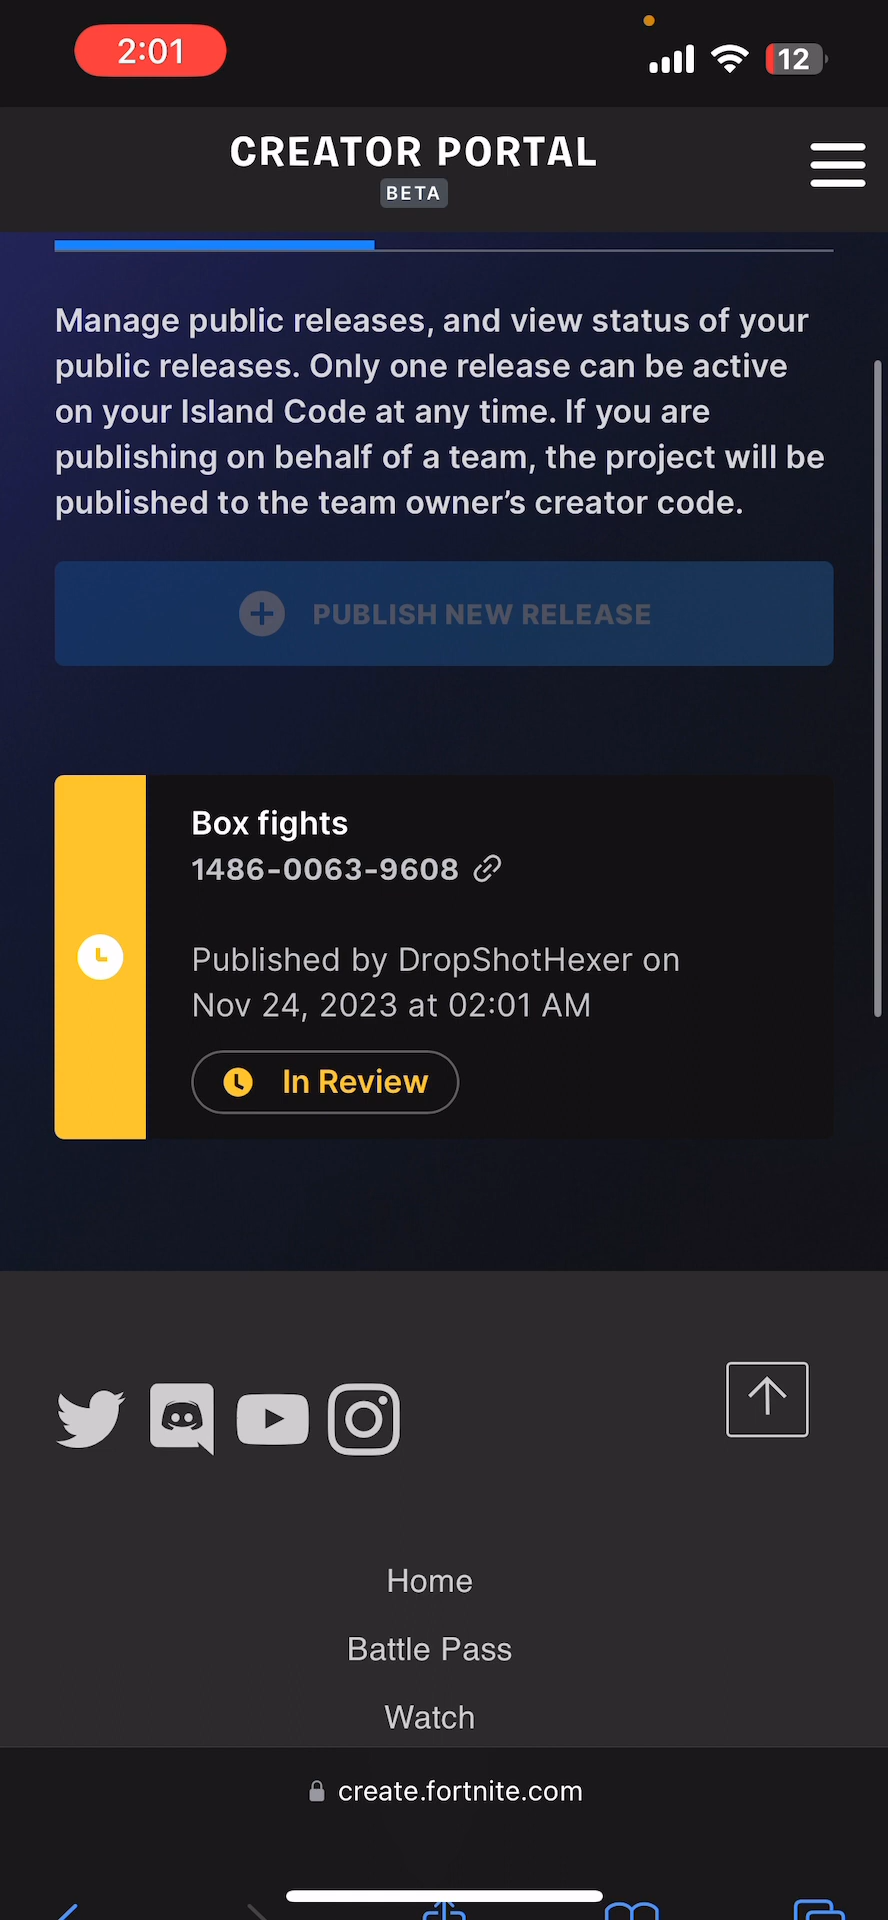 2:01
12
CREATOR PORTAL
BETA
Manage public releases, and view status of your
public releases. Only one release can be active
on your Island Code at any time. If you are
publishing on behalf of a team, the project will be
published to the team owner’s creator code.
PUBLISH NEW RELEASE
Box fights
1486-0063-9608
Published by DropShotHexer on
Nov 24, 2023 at 02:01 AM
In Review
Home
Battle Pass
Watch
create.fortnite.com